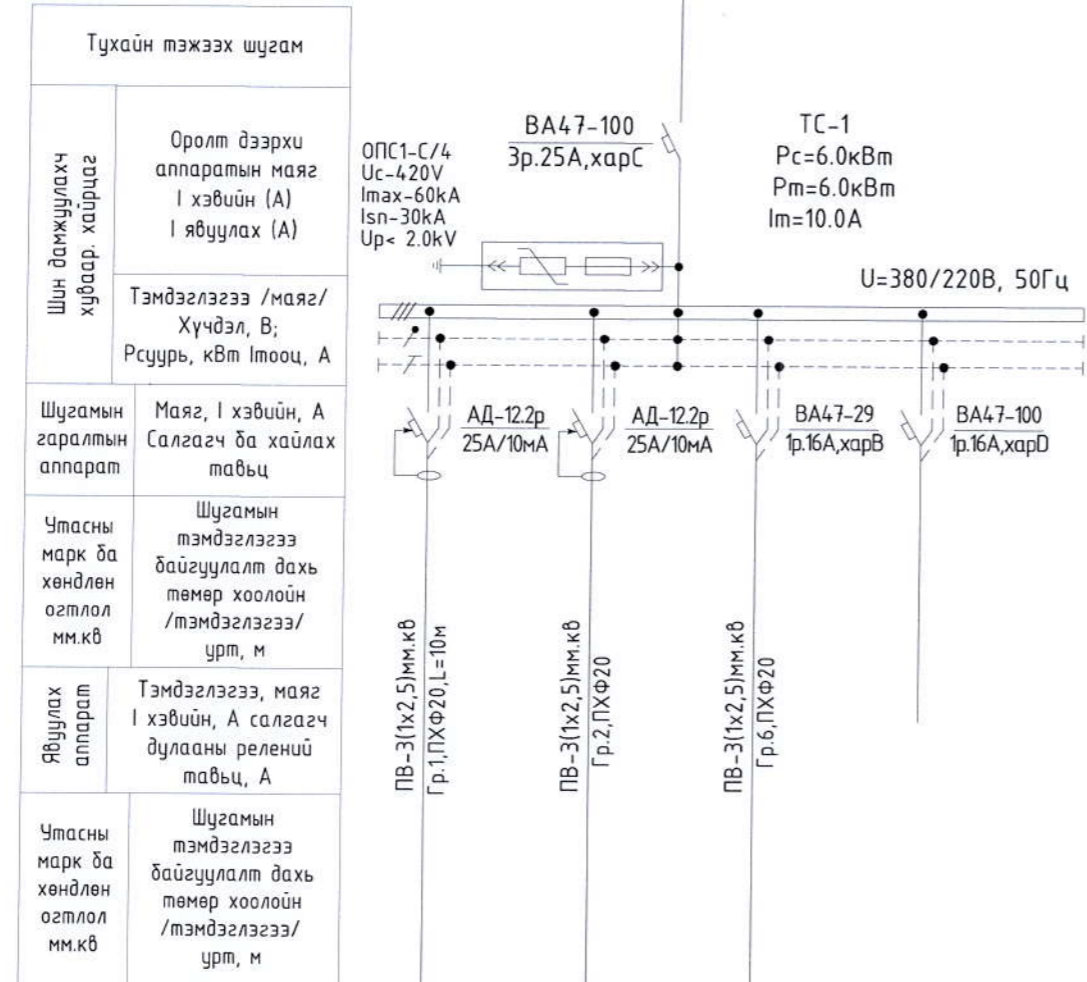 Тухайн тэжээх шугам
Шин дамжуулахч
хуваар. хайрцаг
Оролт дээрхи
аппаратын маяг
I хэвийн (А)
I явуулах (А)
Тэмдэглэгээ /маяг/
Хүчдэл, В;
Рсуурь, кВт Iтооц, А
Шугамын
гаралтын
аппарат
Маяг, I хэвийн, А
Салгагч ба хайлах
тавьц
Утасны
марк ба
хөндлөн
огтлол
мм.кв
Шугамын
тэмдэглэгээ
байгуулалт дахь
төмөр хоолойн
/тэмдэглэгээ/
урт, м
Явуулах
аппарат
Тэмдэглэгээ, маяг
I хэвийн, А салгагч
дулааны релений
тавьц, А
Утасны
марк ба
хөндлөн
огтлол
мм.кв
Шугамын
тэмдэглэгээ
байгуулалт дахь
төмөр хоолойн
/тэмдэглэгээ/
урт, м
ОПС1-С/4
Uc-420V
Imax-60kA
Isn-30kA
Up< 2.0kV
ВА47-100
3р.25А,харС
ТС-1
Рс=6.0кВт
Рт=6.0кВт
Iт=10.0А
U=380/220В, 50Гц
АД-12.2р
25А/10мА
АД-12.2р
25А/10мА
ВА47-29
1р.16А,харВ
ВА47-100
1р.16А,харD
ПВ-3(1х2,5)мм.кв
Гр.1,ПХФ20,L=10м
ПВ-3(1х2,5)мм.кв
Гр.2,ПХФ20
ПВ-3(1х2,5)мм.кв
Гр.6,ПХФ20